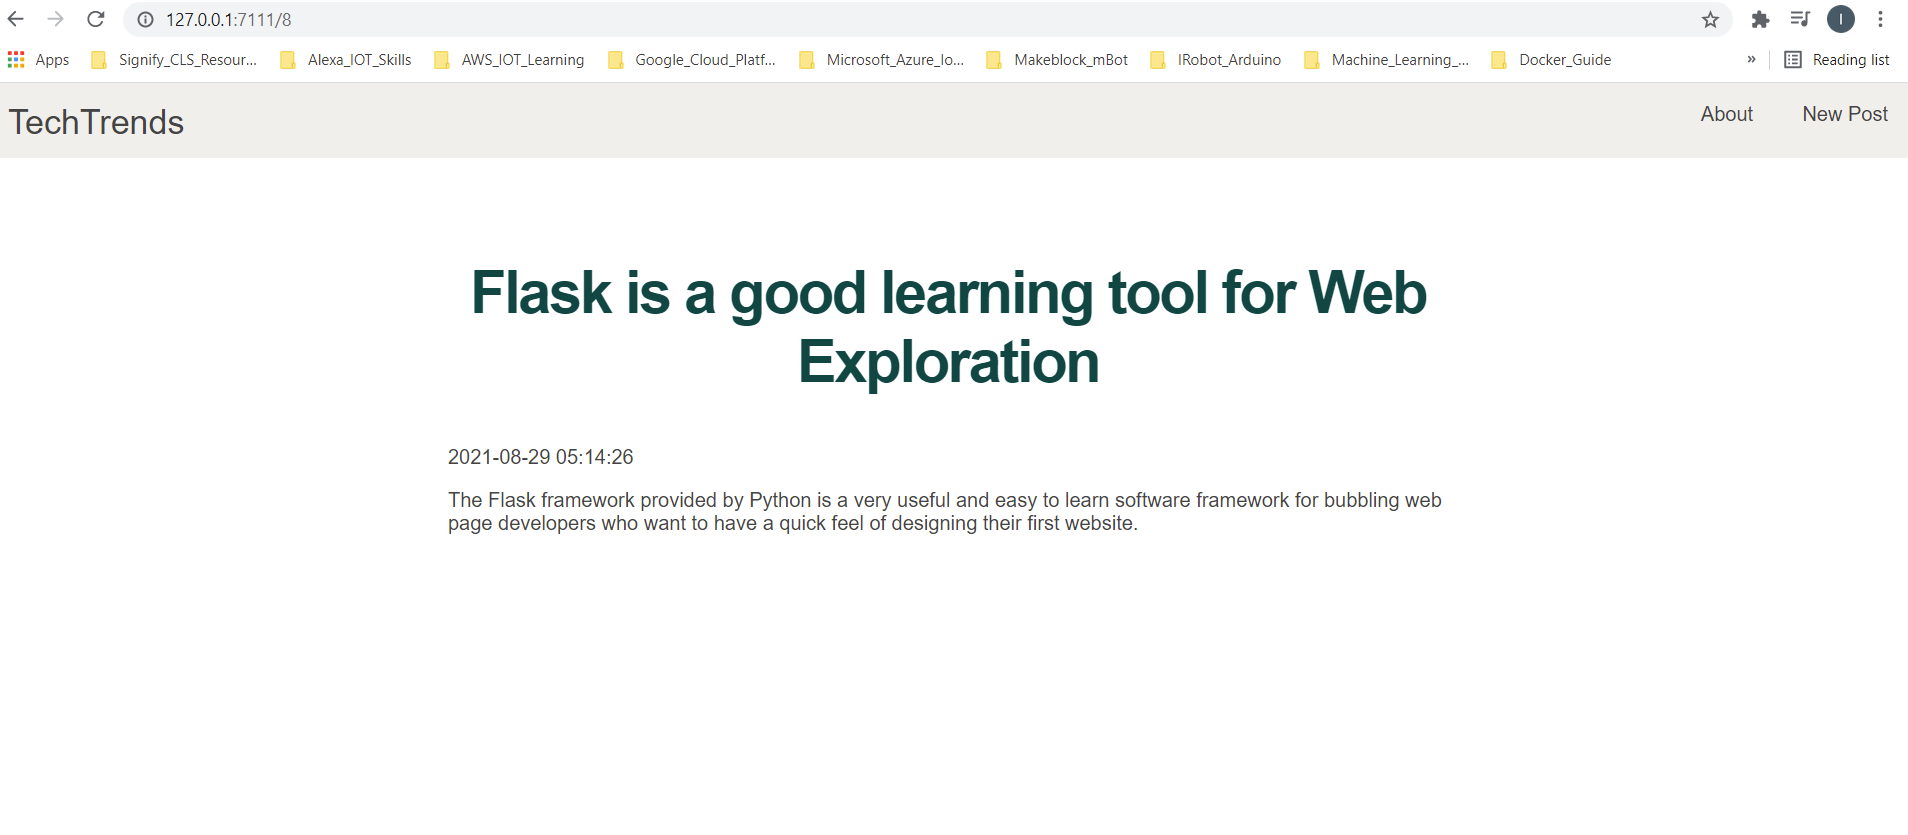 127.0.0.1:7111/8
Apps Signify_CLS_Resour... Alexa_IOT_Skills AWS_IOT_Learning Google_Cloud_Platf... Microsoft_Azure_Io... Makeblock_mBot IRobot_Arduino Machine_Learning_... Docker_Guide » Reading list
TechTrends About New Post
Flask is a good learning tool for Web
Exploration
2021-08-29 05:14:26
The Flask framework provided by Python is a very useful and easy to learn software framework for bubbling web
page developers who want to have a quick feel of designing their first website.